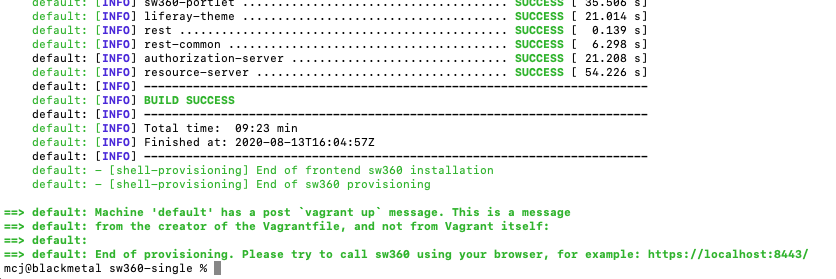 default: [INFO] sw360-portlet ..................................... SUCCESS [ 35.506 s]
default: [INFO] liferay-theme ..................................... SUCCESS [ 21.014 s]
default: [INFO] rest .............................................. SUCCESS [  0.139 s]
default: [INFO] rest-common ....................................... SUCCESS [  6.298 s]
default: [INFO] authorization-server .............................. SUCCESS [ 21.208 s]
default: [INFO] resource-server ................................... SUCCESS [ 54.226 s]
default: [INFO] ------------------------------------------------------------------------
default: [INFO] BUILD SUCCESS
default: [INFO] ------------------------------------------------------------------------
default: [INFO] Total time:  09:23 min
default: [INFO] Finished at: 2020-08-13T16:04:57Z
default: [INFO] ------------------------------------------------------------------------
default: - [shell-provisioning] End of frontend sw360 installation
default: - [shell-provisioning] End of sw360 provisioning
==> default: Machine 'default' has a post `vagrant up` message. This is a message
==> default: from the creator of the Vagrantfile, and not from Vagrant itself:
==> default:
==> default: End of provisioning. Please try to call sw360 using your browser, for example: https://localhost:8443/
mcj@blackmetal sw360-single %